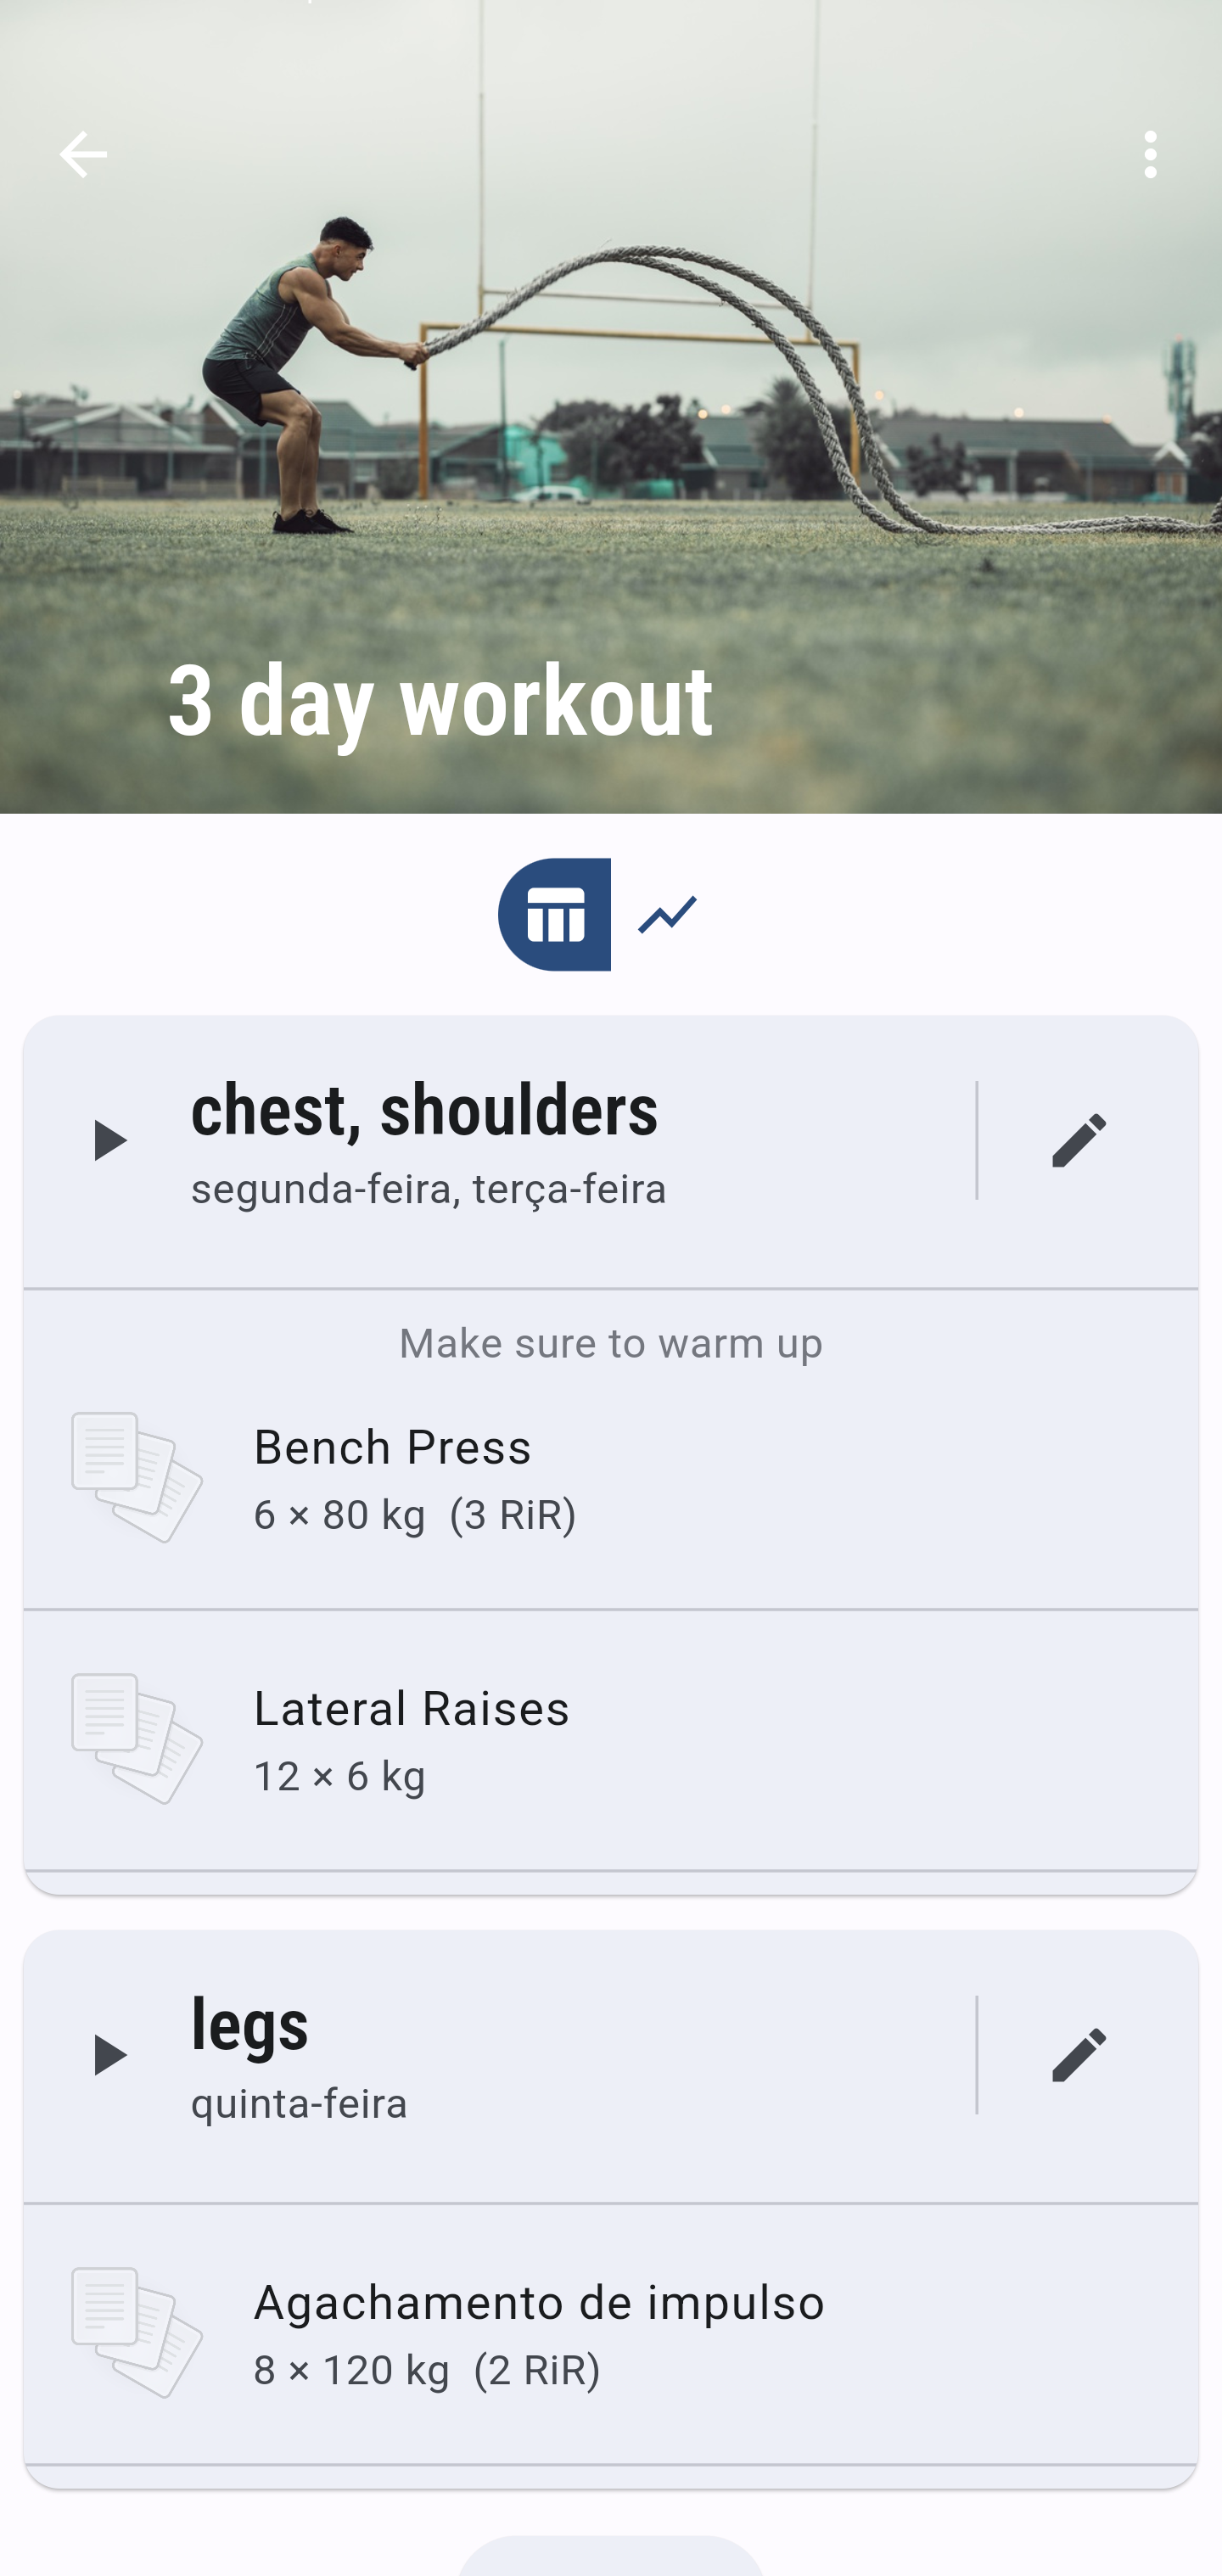 3 day workout
chest, shoulders
segunda-feira, terça-feira
Make sure to warm up
Bench Press
6 × 80 kg  (3 RiR)
Lateral Raises
12 × 6 kg
legs
quinta-feira
Agachamento de impulso
8 × 120 kg  (2 RiR)